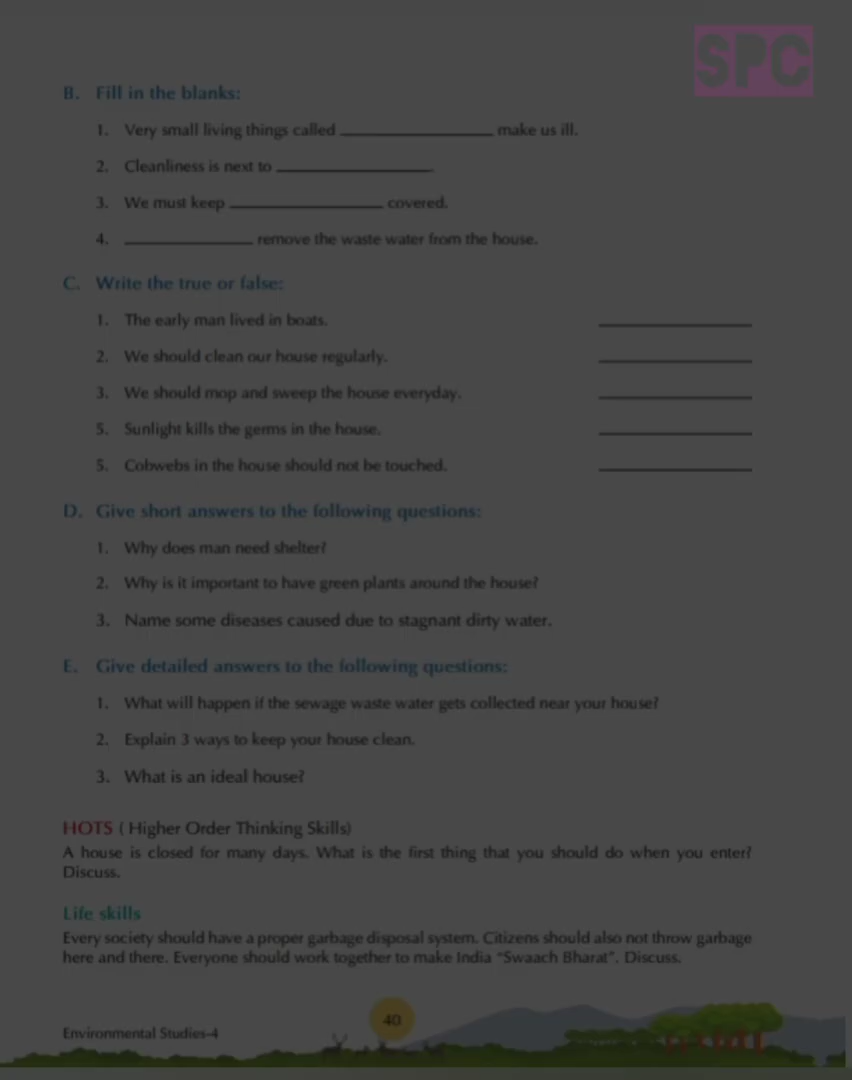 SPC
B. Fill in the blanks:
1. Very small living things called ________________ make us ill.
2. Cleanliness is next to ________________.
3. We must keep ________________ covered.
4. ________________ remove the waste water from the house.
C. Write the true or false:
1. The early man lived in boats. ________________
2. We should clean our house regularly. ________________
3. We should mop and sweep the house everyday. ________________
5. Sunlight kills the germs in the house. ________________
5. Cobwebs in the house should not be touched. ________________
D. Give short answers to the following questions:
1. Why does man need shelter?
2. Why is it important to have green plants around the house?
3. Name some diseases caused due to stagnant dirty water.
E. Give detailed answers to the following questions:
1. What will happen if the sewage waste water gets collected near your house?
2. Explain 3 ways to keep your house clean.
3. What is an ideal house?
HOTS ( Higher Order Thinking Skills)
A house is closed for many days. What is the first thing that you should do when you enter?
Discuss.
Life skills
Every society should have a proper garbage disposal system. Citizens should also not throw garbage
here and there. Everyone should work together to make India “Swaach Bharat”. Discuss.
Environmental Studies-4
40